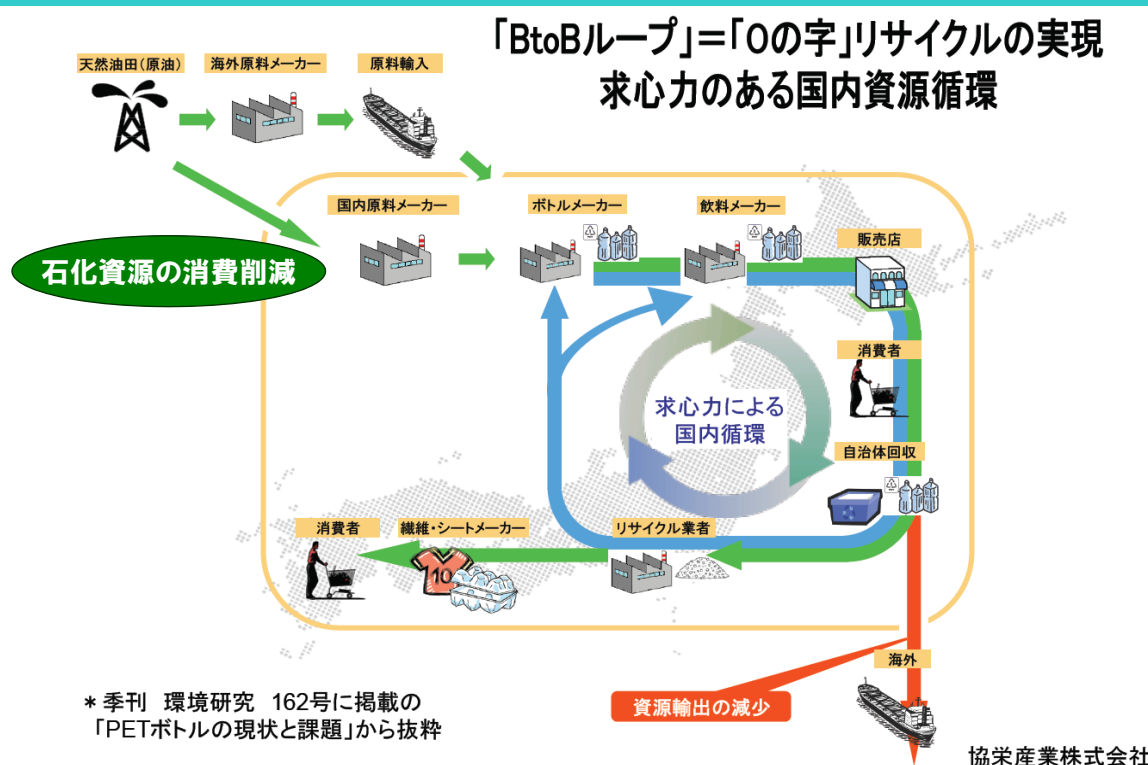 「BtoBループ」＝「Oの字」リサイクルの実現
求心力のある国内資源循環
天然油田（原油）
海外原料メーカー
原料輸入
国内原料メーカー
ボトルメーカー
飲料メーカー
販売店
石化資源の消費削減
消費者
求心力による
国内循環
自治体回収
消費者
繊維・シートメーカー
リサイクル業者
10
海外
資源輸出の減少
＊季刊　環境研究　162号に掲載の
「PETボトルの現状と課題」から抜粋
協栄産業株式会社